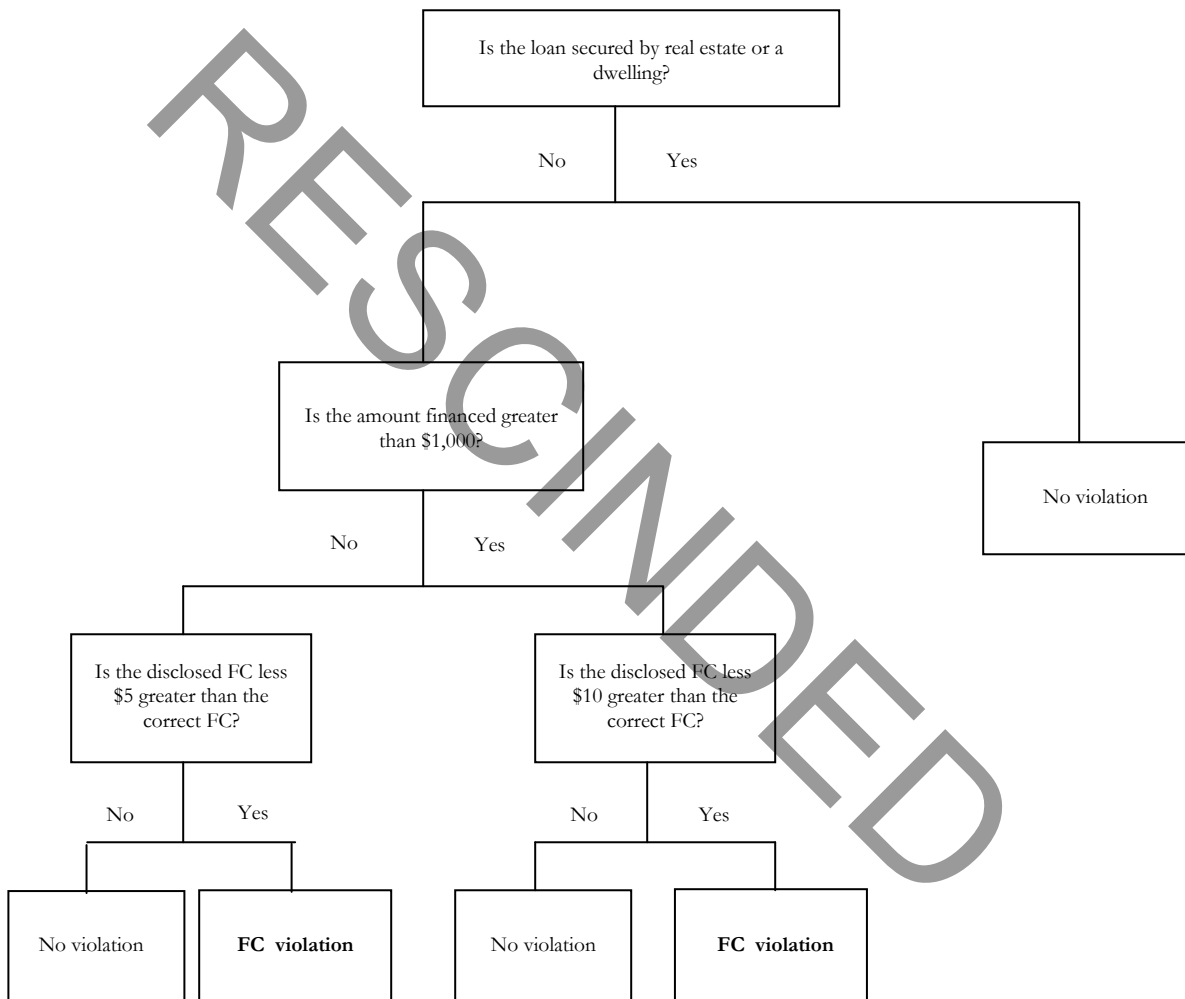 Is the loan secured by real estate or a
dwelling?
No
Yes
Is the amount financed greater
than $1,000?
No violation
No
Yes
Is the disclosed FC less
$5 greater than the
correct FC?
Is the disclosed FC less
$10 greater than the
correct FC?
No
Yes
No
Yes
No violation
FC violation
No violation
FC violation
RESCINDED